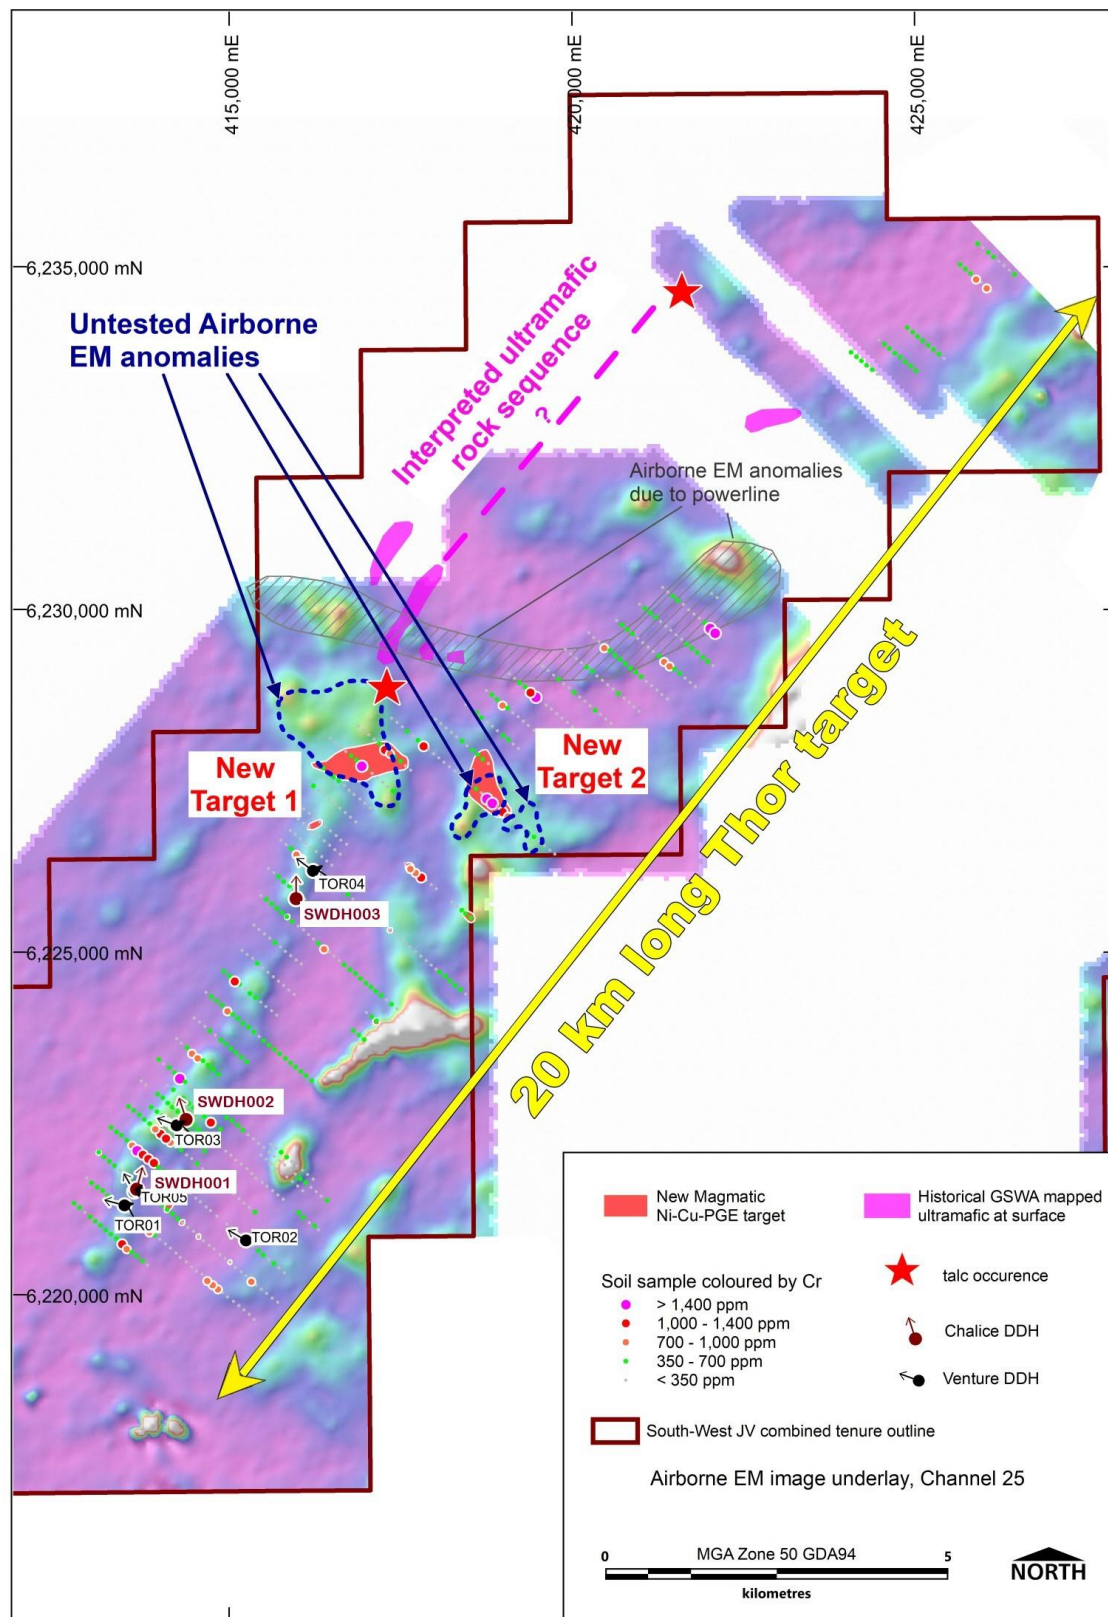 415,000 mE
420,000 mE
425,000 mE
6,235,000 mN
Untested Airborne
EM anomalies
Interpreted ultramafic
rock sequence
?
Airborne EM anomalies
due to powerline
6,230,000 mN
New
Target 1
New
Target 2
TOR04
SWDH003
6,225,000 mN
20 km long Thor target
SWDH002
TOR03
SWDH001
TOR05
TOR01
TOR02
6,220,000 mN
New Magmatic
Ni-Cu-PGE target
Historical GSWA mapped
ultramafic at surface
Soil sample coloured by Cr
> 1,400 ppm
1,000 - 1,400 ppm
700 - 1,000 ppm
350 - 700 ppm
< 350 ppm
talc occurence
Chalice DDH
Venture DDH
South-West JV combined tenure outline
Airborne EM image underlay, Channel 25
0 MGA Zone 50 GDA94 5
kilometres
NORTH